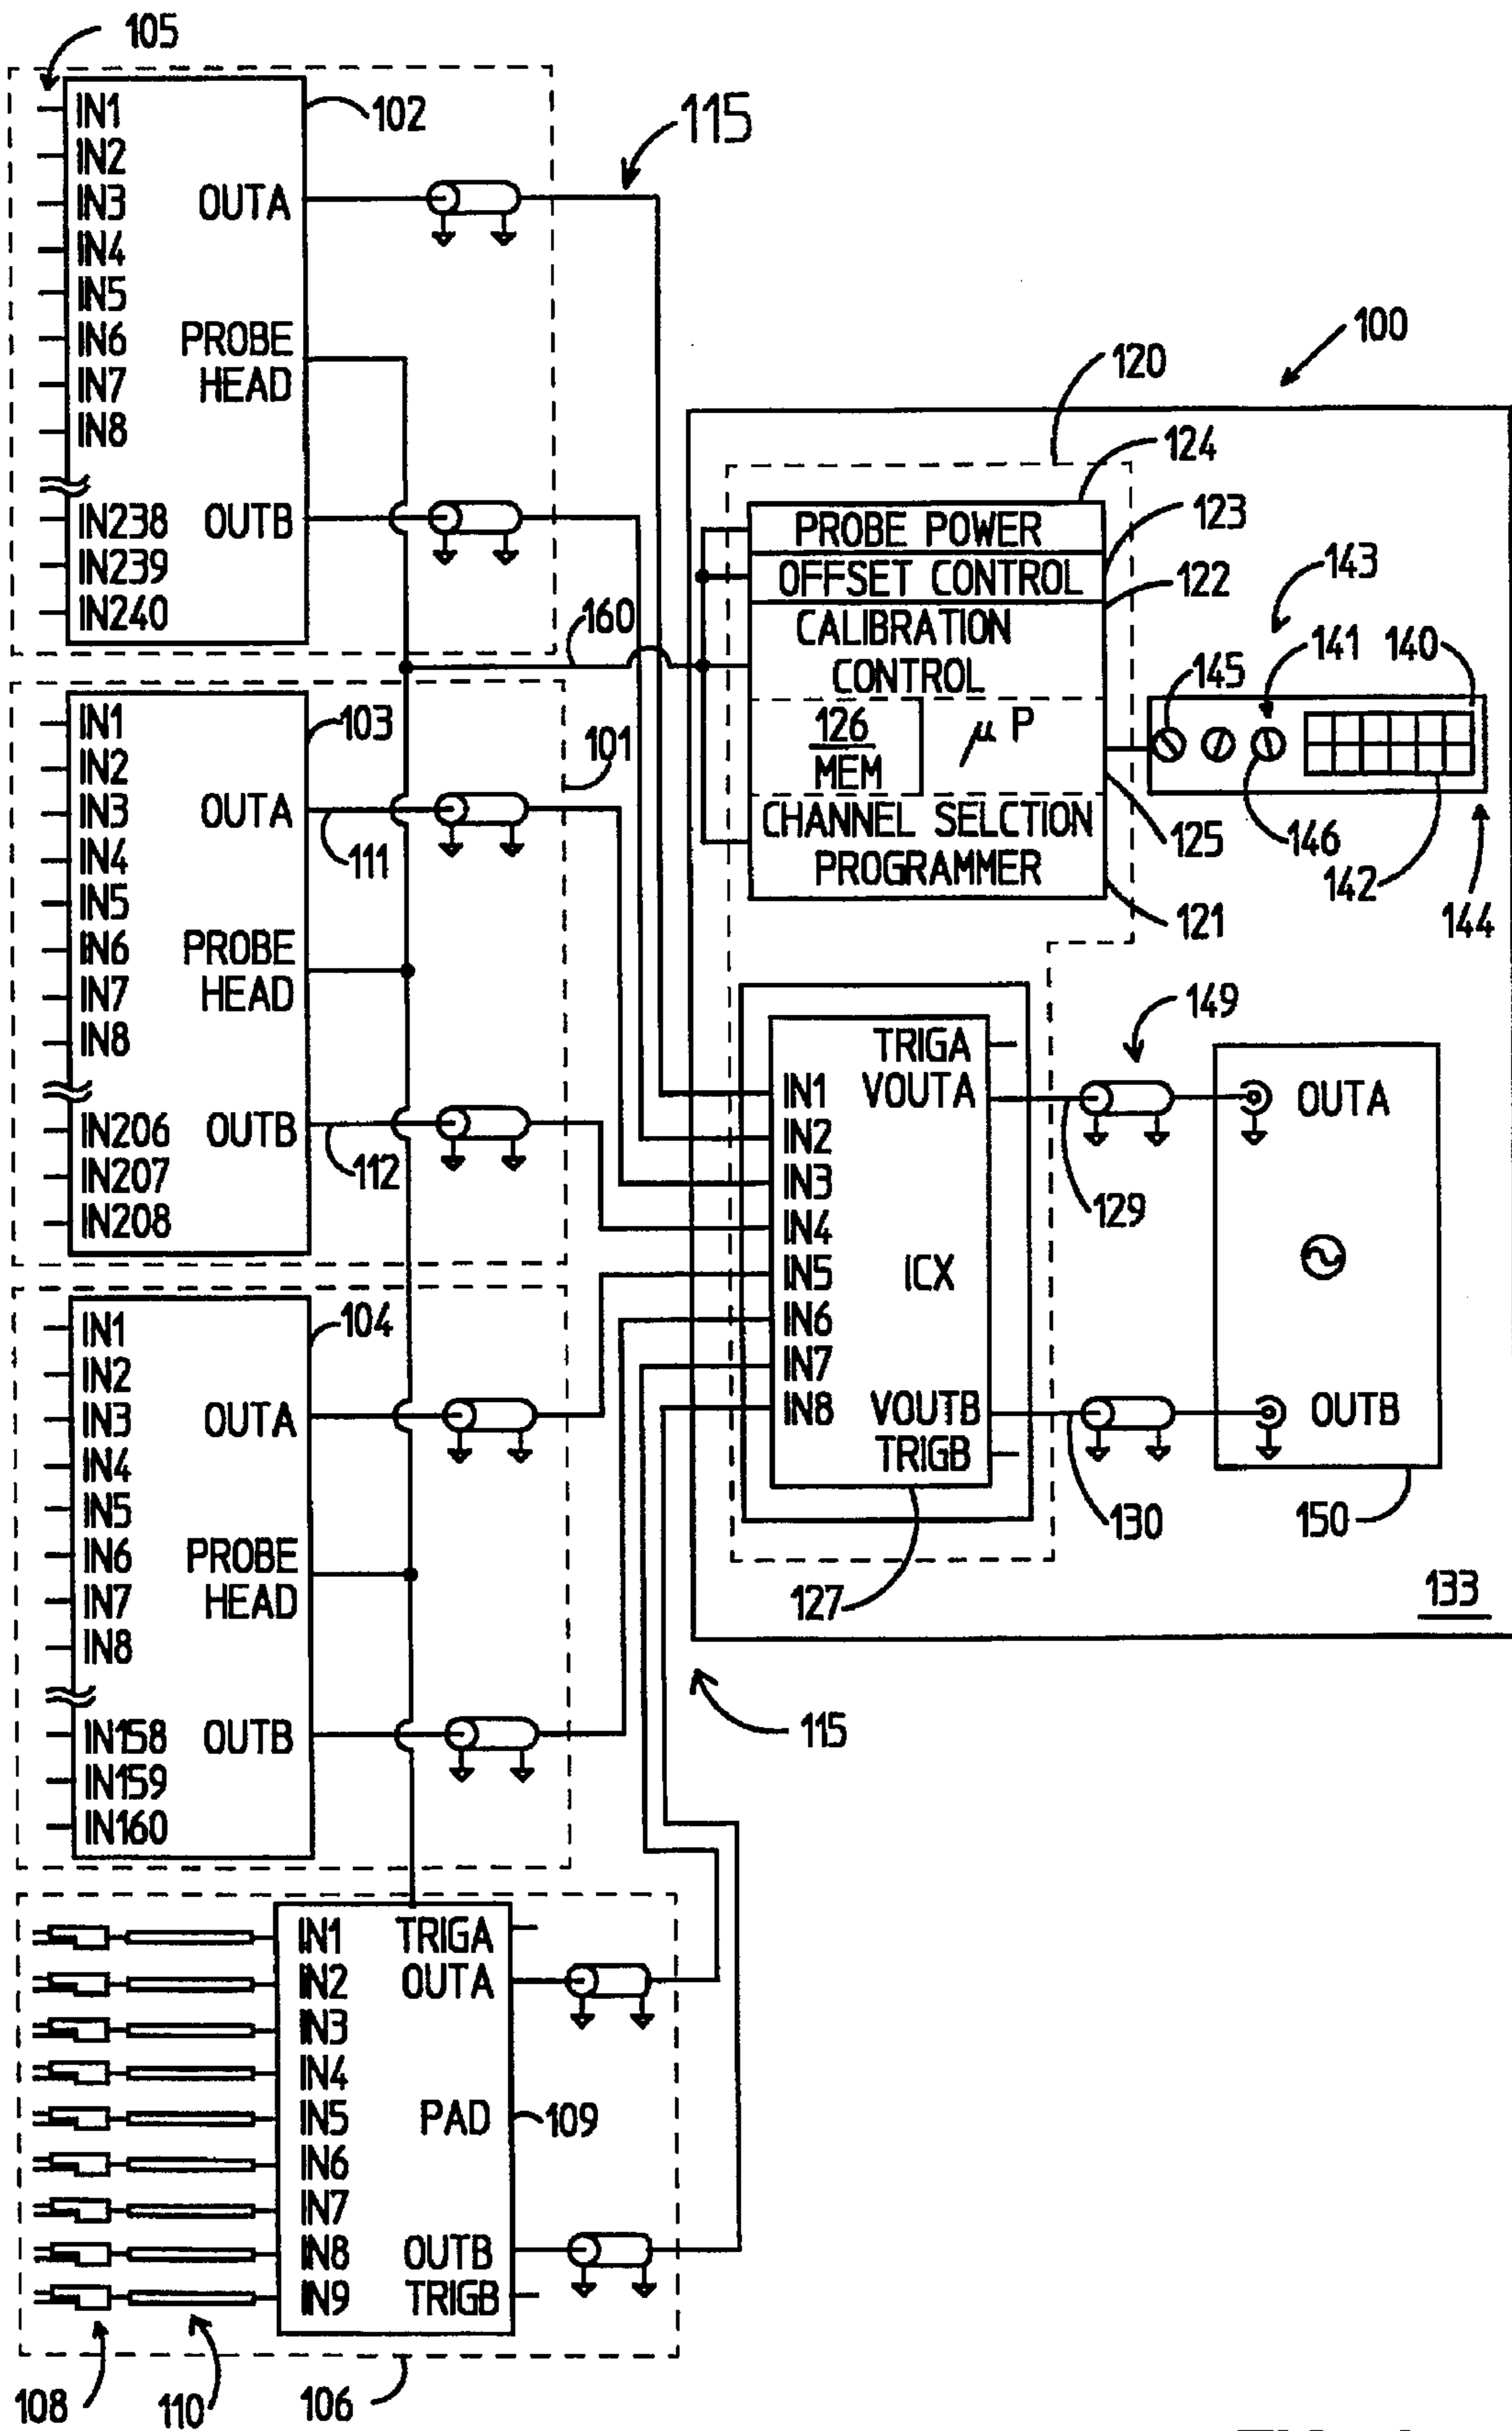 105
IN1
102
IN2
115
IN3
OUTA
IN4
IN5
IN6
PROBE
HEAD
IN7
IN8
IN238
OUTB
IN239
IN240
100
120
124
PROBE POWER
123
OFFSET CONTROL
122
143
CALIBRATION
CONTROL
160
145
141
140
126
MEM
μP
CHANNEL SELCTION
PROGRAMMER
125
146
142
144
121
IN1
103
IN2
101
IN3
OUTA
111
IN4
IN5
IN6
PROBE
HEAD
IN7
IN8
IN206
OUTB
112
IN207
IN208
TRIGA
149
IN1
VOUTA
OUTA
IN2
IN3
129
IN4
IN5
ICX
IN6
IN7
IN8
VOUTB
OUTB
TRIGB
130
150
127
133
IN1
104
IN2
IN3
OUTA
IN4
IN5
IN6
PROBE
HEAD
IN7
IN8
IN158
OUTB
115
IN159
IN160
IN1
TRIGA
IN2
OUTA
IN3
IN4
IN5
PAD
109
IN6
IN7
IN8
OUTB
IN9
TRIGB
108
110
106